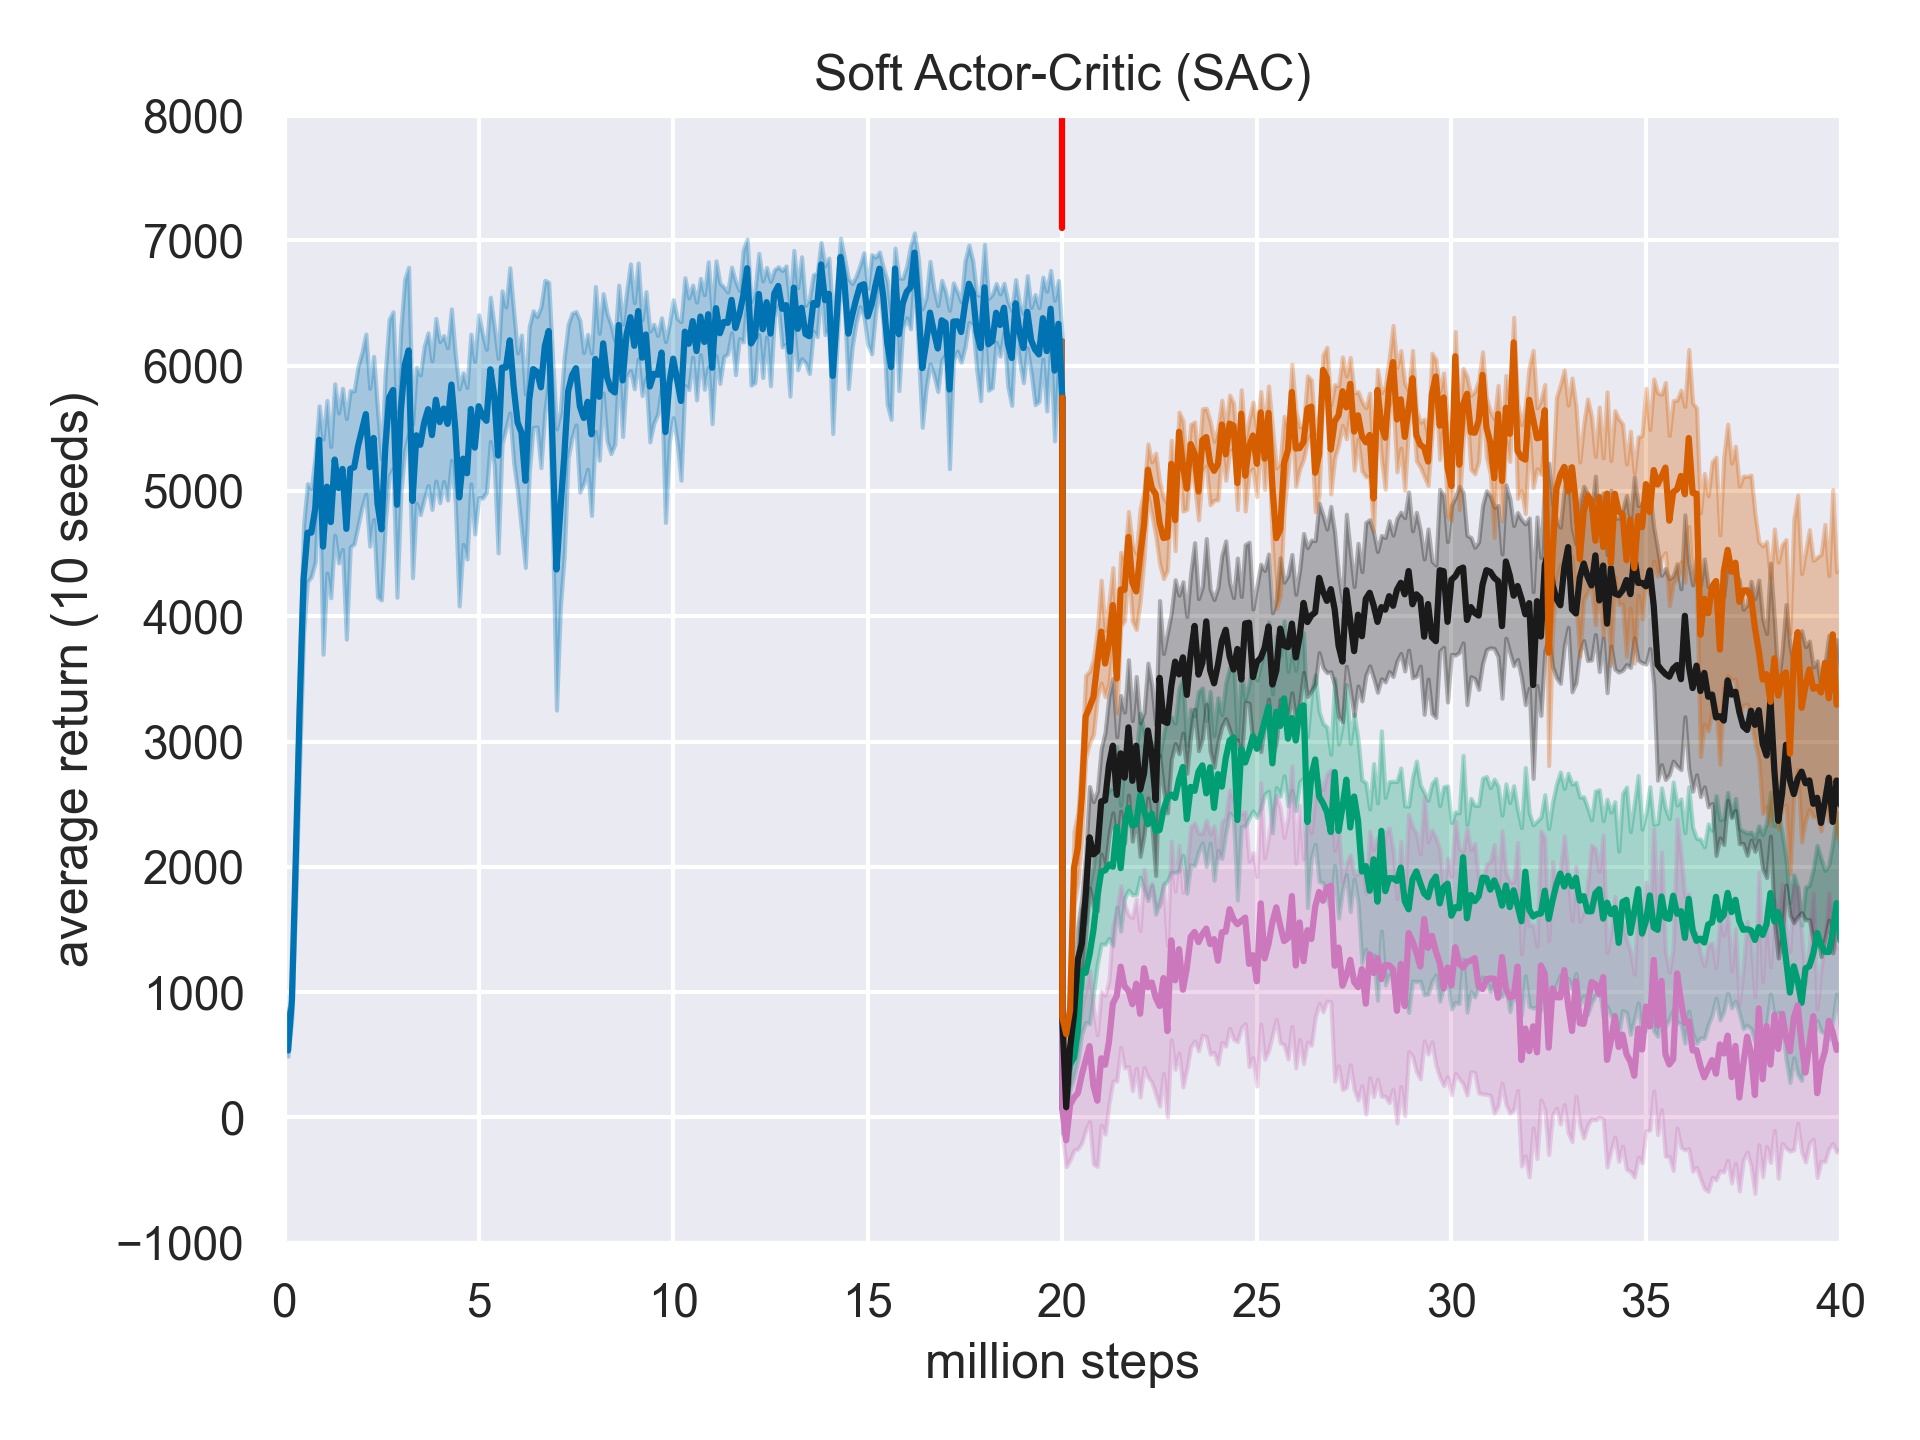 Soft Actor-Critic (SAC)
8000
7000
6000
5000
4000
3000
2000
1000
0
−1000
average return (10 seeds)
0 5 10 15 20 25 30 35 40
million steps